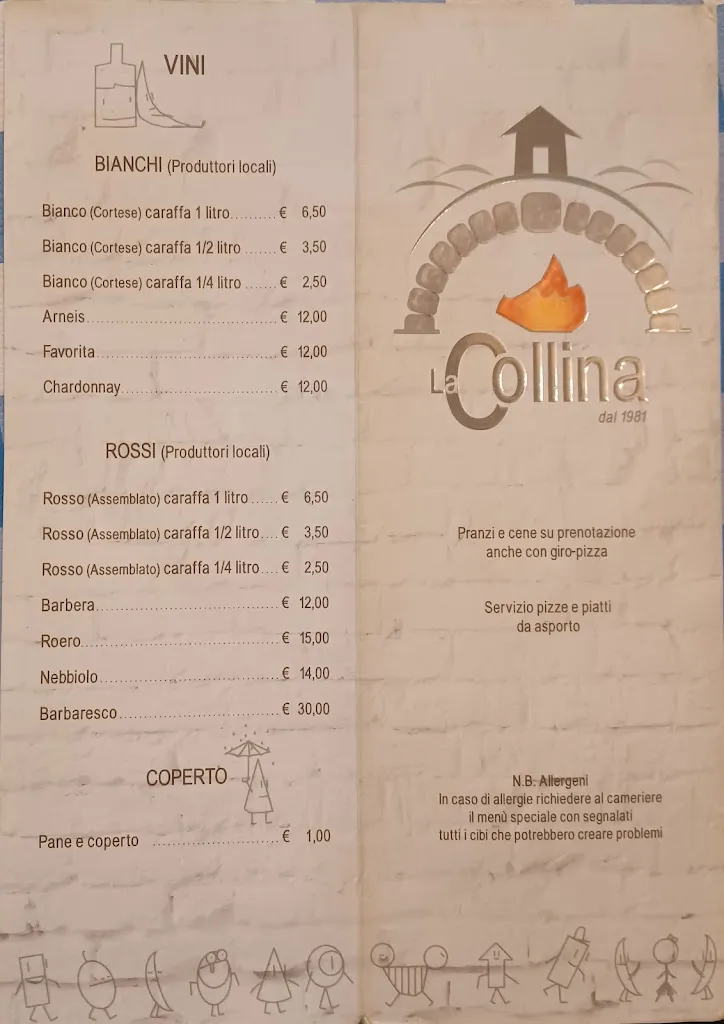 VINI
BIANCHI (Produttori locali)
Bianco (Cortese) caraffa 1 litro.......... € 6,50
Bianco (Cortese) caraffa 1/2 litro ....... € 3,50
Bianco (Cortese) caraffa 1/4 litro ....... € 2,50
Arneis........................................ € 12,00
Favorita...................................... € 12,00
Chardonnay................................. € 12,00
ROSSI (Produttori locali)
Rosso (Assemblato) caraffa 1 litro ...... € 6,50
Rosso (Assemblato) caraffa 1/2 litro.... € 3,50
Rosso (Assemblato) caraffa 1/4 litro .... € 2,50
Barbera...................................... € 12,00
Roero......................................... € 15,00
Nebbiolo..................................... € 14,00
Barbaresco................................. € 30,00
COPERTO
Pane e coperto .......................... € 1,00
La Collina
dal 1981
Pranzi e cene su prenotazione
anche con giro-pizza
Servizio pizze e piatti
da asporto
N.B. Allergeni
In caso di allergie richiedere al cameriere
il menù speciale con segnalati
tutti i cibi che potrebbero creare problemi